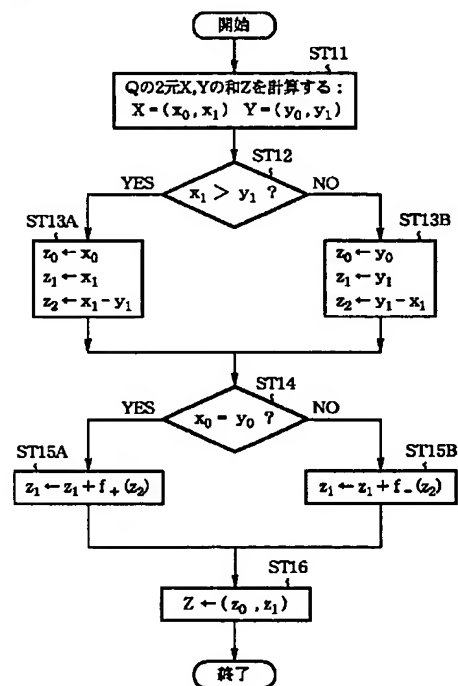 開始
ST11
Qの2元X,Yの和Zを計算する：
X=(x₀,x₁) Y=(y₀,y₁)
ST12
YES
x₁ > y₁ ?
NO
ST13A
z₀←x₀
z₁←x₁
z₂←x₁-y₁
ST13B
z₀←y₀
z₁←y₁
z₂←y₁-x₁
ST14
YES
x₀=y₀ ?
NO
ST15A
z₁←z₁+f₊(z₂)
ST15B
z₁←z₁+f₋(z₂)
ST16
Z←(z₀,z₁)
終了